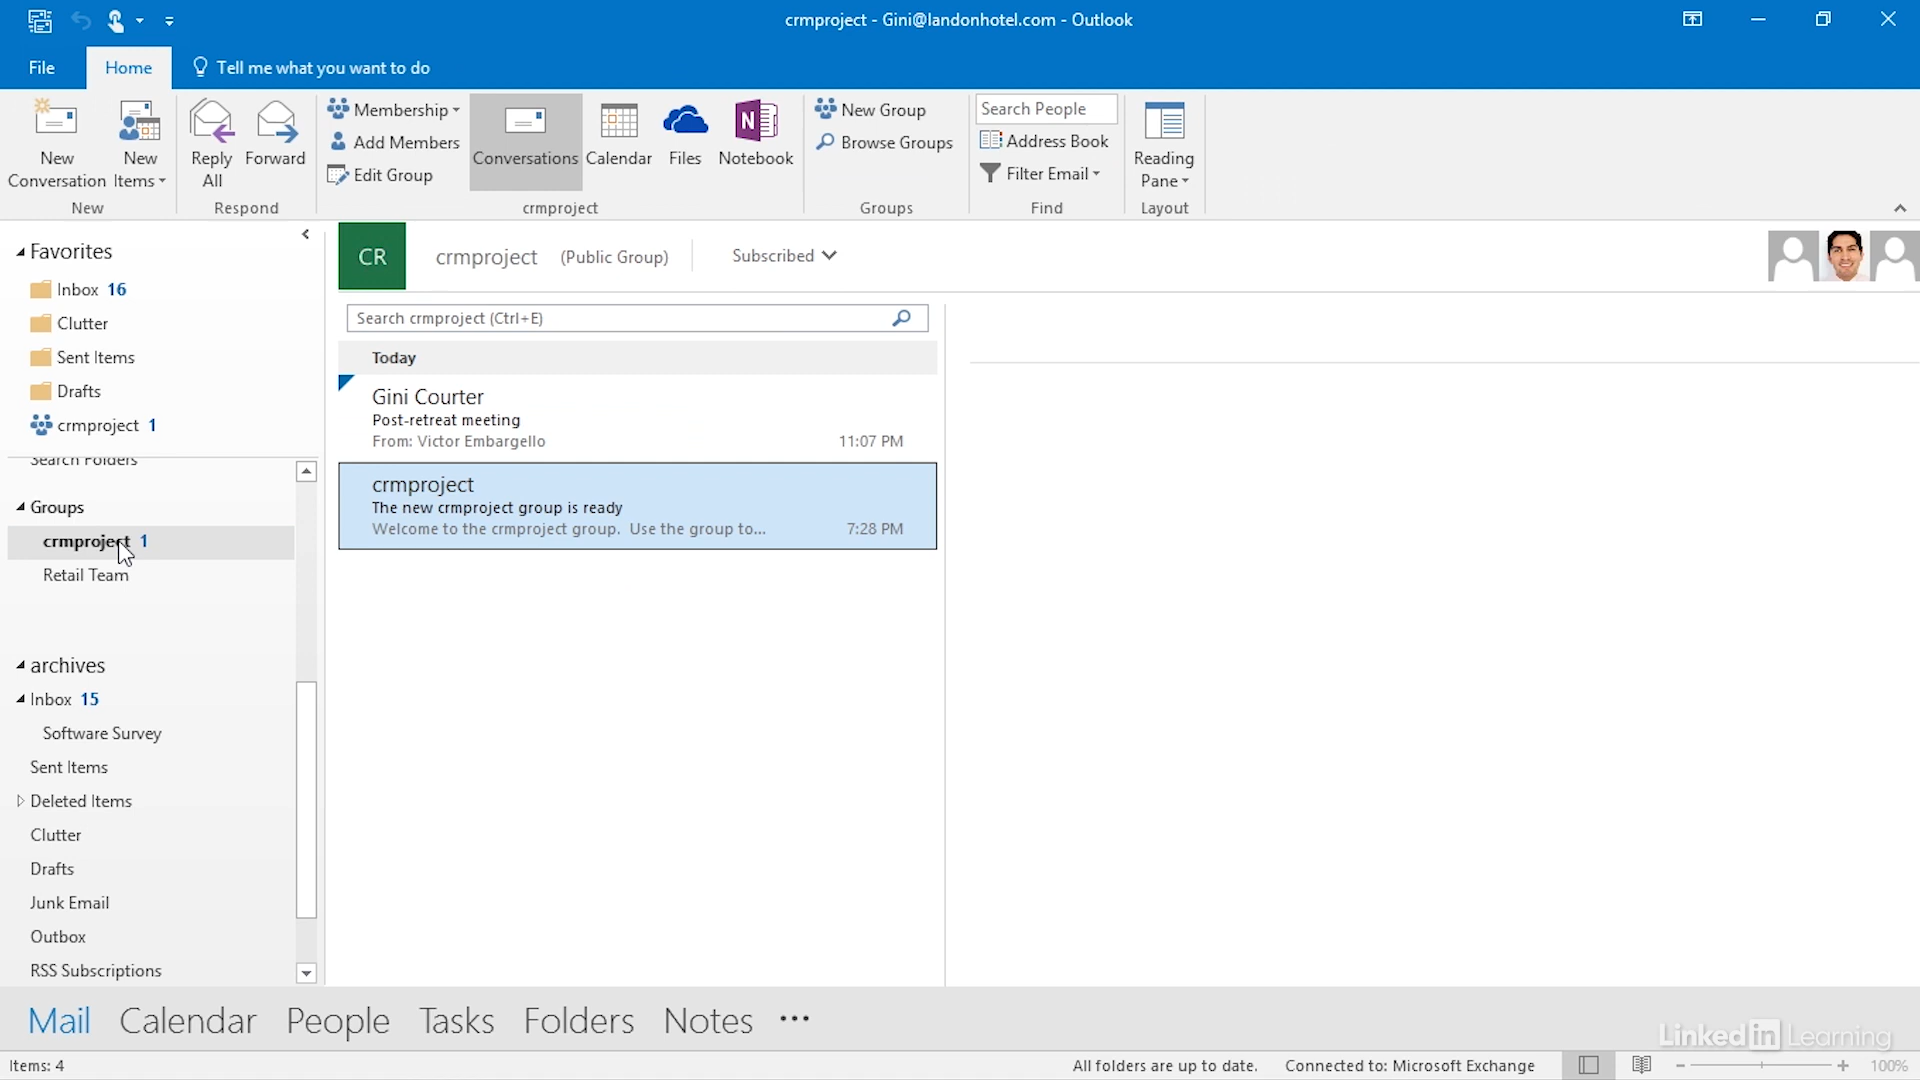 crmproject - Gini@landonhotel.com - Outlook
File Home Tell me what you want to do
New Conversation
New Items
New
Reply All
Forward
Respond
Membership
Add Members
Edit Group
Conversations
Calendar
Files
Notebook
crmproject
New Group
Browse Groups
Groups
Search People
Address Book
Filter Email
Find
Reading Pane
Layout
Favorites
Inbox 16
Clutter
Sent Items
Drafts
crmproject 1
Search Folders
Groups
crmproject 1
Retail Team
archives
Inbox 15
Software Survey
Sent Items
Deleted Items
Clutter
Drafts
Junk Email
Outbox
RSS Subscriptions
CR crmproject (Public Group) Subscribed
Search crmproject (Ctrl+E)
Today
Gini Courter
Post-retreat meeting
From: Victor Embargello 11:07 PM
crmproject
The new crmproject group is ready
Welcome to the crmproject group. Use the group to... 7:28 PM
Mail Calendar People Tasks Folders Notes ...
Linked in Learning
Items: 4 All folders are up to date. Connected to: Microsoft Exchange 100%